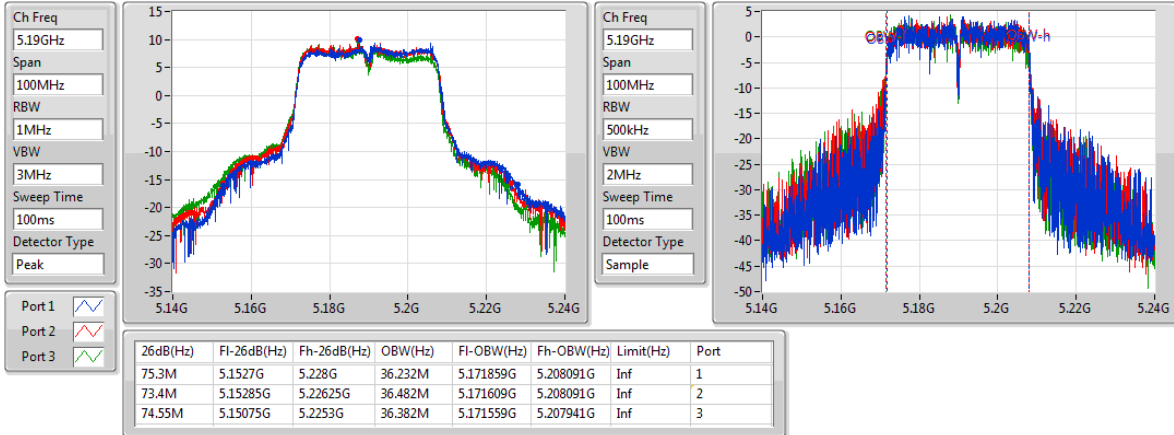 Ch Freq
5.19GHz
Span
100MHz
RBW
1MHz
VBW
3MHz
Sweep Time
100ms
Detector Type
Peak
15
10
5
0
-5
-10
-15
-20
-25
-30
-35
5.14G 5.16G 5.18G 5.2G 5.22G 5.24G
Ch Freq
5.19GHz
Span
100MHz
RBW
500kHz
VBW
2MHz
Sweep Time
100ms
Detector Type
Sample
5
0
-5
-10
-15
-20
-25
-30
-35
-40
-45
-50
5.14G 5.16G 5.18G 5.2G 5.22G 5.24G
Port 1
Port 2
Port 3
26dB(Hz) Fl-26dB(Hz) Fh-26dB(Hz) OBW(Hz) Fl-OBW(Hz) Fh-OBW(Hz) Limit(Hz) Port
75.3M 5.1527G 5.228G 36.232M 5.171859G 5.208091G Inf 1
73.4M 5.15285G 5.22625G 36.482M 5.171609G 5.208091G Inf 2
74.55M 5.15075G 5.2253G 36.382M 5.171559G 5.207941G Inf 3